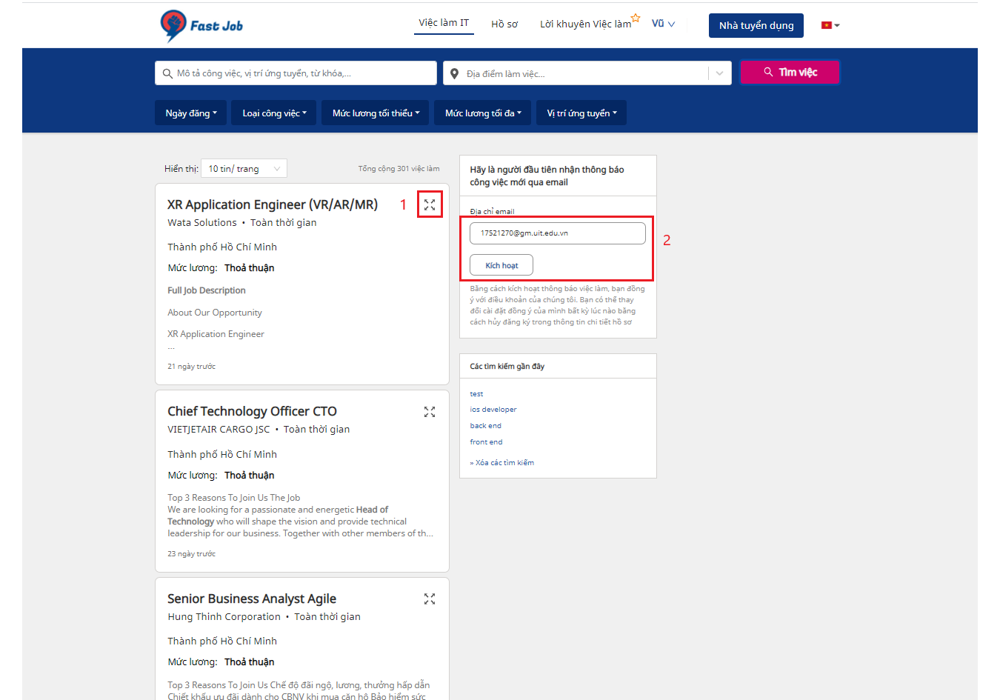 Fast Job
Việc làm IT
Hồ sơ
Lời khuyên Việc làm
Vũ
Nhà tuyển dụng
Mô tả công việc, vị trí ứng tuyển, từ khóa,...
Địa điểm làm việc...
Tìm việc
Ngày đăng
Loại công việc
Mức lương tối thiểu
Mức lương tối đa
Vị trí ứng tuyển
Hiển thị: 10 tin/ trang
Tổng cộng 301 việc làm
XR Application Engineer (VR/AR/MR)
1
Wata Solutions • Toàn thời gian
Thành phố Hồ Chí Minh
Mức lương: Thoả thuận
Full Job Description
About Our Opportunity
XR Application Engineer
...
21 ngày trước
Chief Technology Officer CTO
VIETJETAIR CARGO JSC • Toàn thời gian
Thành phố Hồ Chí Minh
Mức lương: Thoả thuận
Top 3 Reasons To Join Us The Job
We are looking for a passionate and energetic Head of
Technology who will shape the vision and provide technical
leadership for our business. Together with other members of th...
23 ngày trước
Senior Business Analyst Agile
Hung Thinh Corporation • Toàn thời gian
Thành phố Hồ Chí Minh
Mức lương: Thoả thuận
Top 3 Reasons To Join Us Chế độ đãi ngộ, lương, thưởng hấp dẫn
Chiết khấu ưu đãi dành cho CBNV khi mua căn hộ Bảo hiểm sức
Hãy là người đầu tiên nhận thông báo
công việc mới qua email
Địa chỉ email
17521270@gm.uit.edu.vn
2
Kích hoạt
Bằng cách kích hoạt thông báo việc làm, bạn đồng
ý với điều khoản của chúng tôi. Bạn có thể thay
đổi cài đặt đồng ý của mình bất kỳ lúc nào bằng
cách hủy đăng ký trong thông tin chi tiết hồ sơ
Các tìm kiếm gần đây
test
ios developer
back end
front end
» Xóa các tìm kiếm